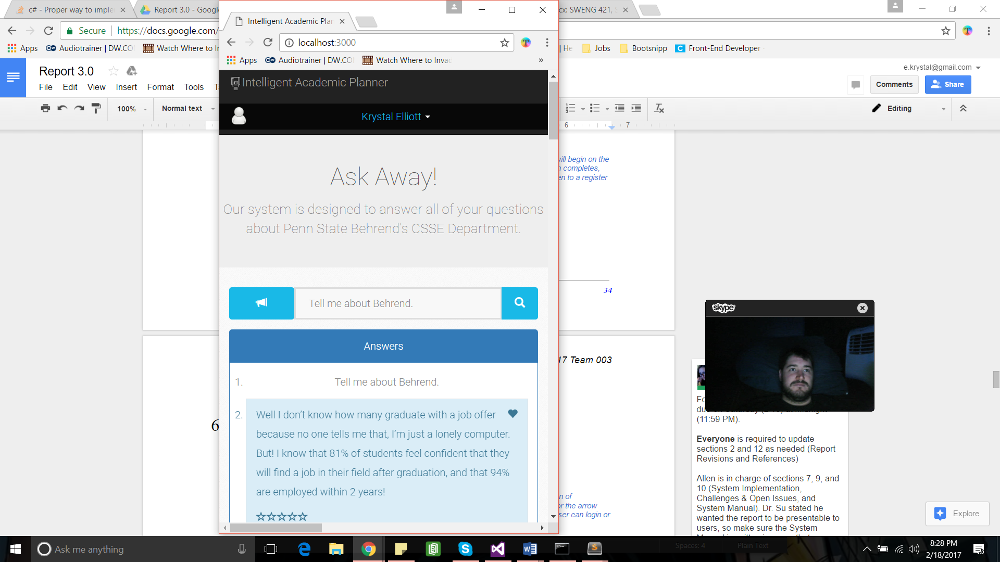 c# - Proper way to imple
Report 3.0 - Googl
cx: SWENG 421,
Secure
https://docs.google.com/
Apps
Audiotrainer | DW.CO
Watch Where to In
He
Jobs
Bootsnipp
Front-End Developer
Report 3.0
e.krystal@gmail.com
File Edit View Insert Format Tools
Comments
Share
100%
Normal text
Editing
6
7
Intelligent Academic Plan
localhost:3000
Apps
Audiotrainer | DW.CO
Watch Where to Invad
»
Intelligent Academic Planner
Krystal Elliott
Ask Away!
Our system is designed to answer all of your questions
about Penn State Behrend's CSSE Department.
Tell me about Behrend.
Answers
1. Tell me about Behrend.
2. Well I don’t know how many graduate with a job offer
because no one tells me that, I’m just a lonely computer.
But! I know that 81% of students feel confident that they
will find a job in their field after graduation, and that 94%
are employed within 2 years!
will begin on the
completes,
en to a register
34
17 Team 003
6
n of
or the arrow
ser can login or
skype
(11:59 PM).
Everyone is required to update
sections 2 and 12 as needed (Report
Revisions and References)
Allen is in charge of sections 7, 9, and
10 (System Implementation,
Challenges & Open Issues, and
System Manual). Dr. Su stated he
wanted the report to be presentable to
users, so make sure the System
Explore
Ask me anything
Spaces: 4
Plain Text
8:28 PM
2/18/2017